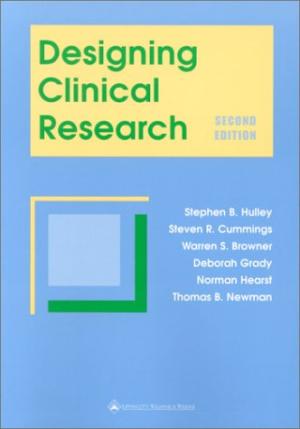 Designing
Clinical
Research
SECOND
EDITION
Stephen B. Hulley
Steven R. Cummings
Warren S. Browner
Deborah Grady
Norman Hearst
Thomas B. Newman